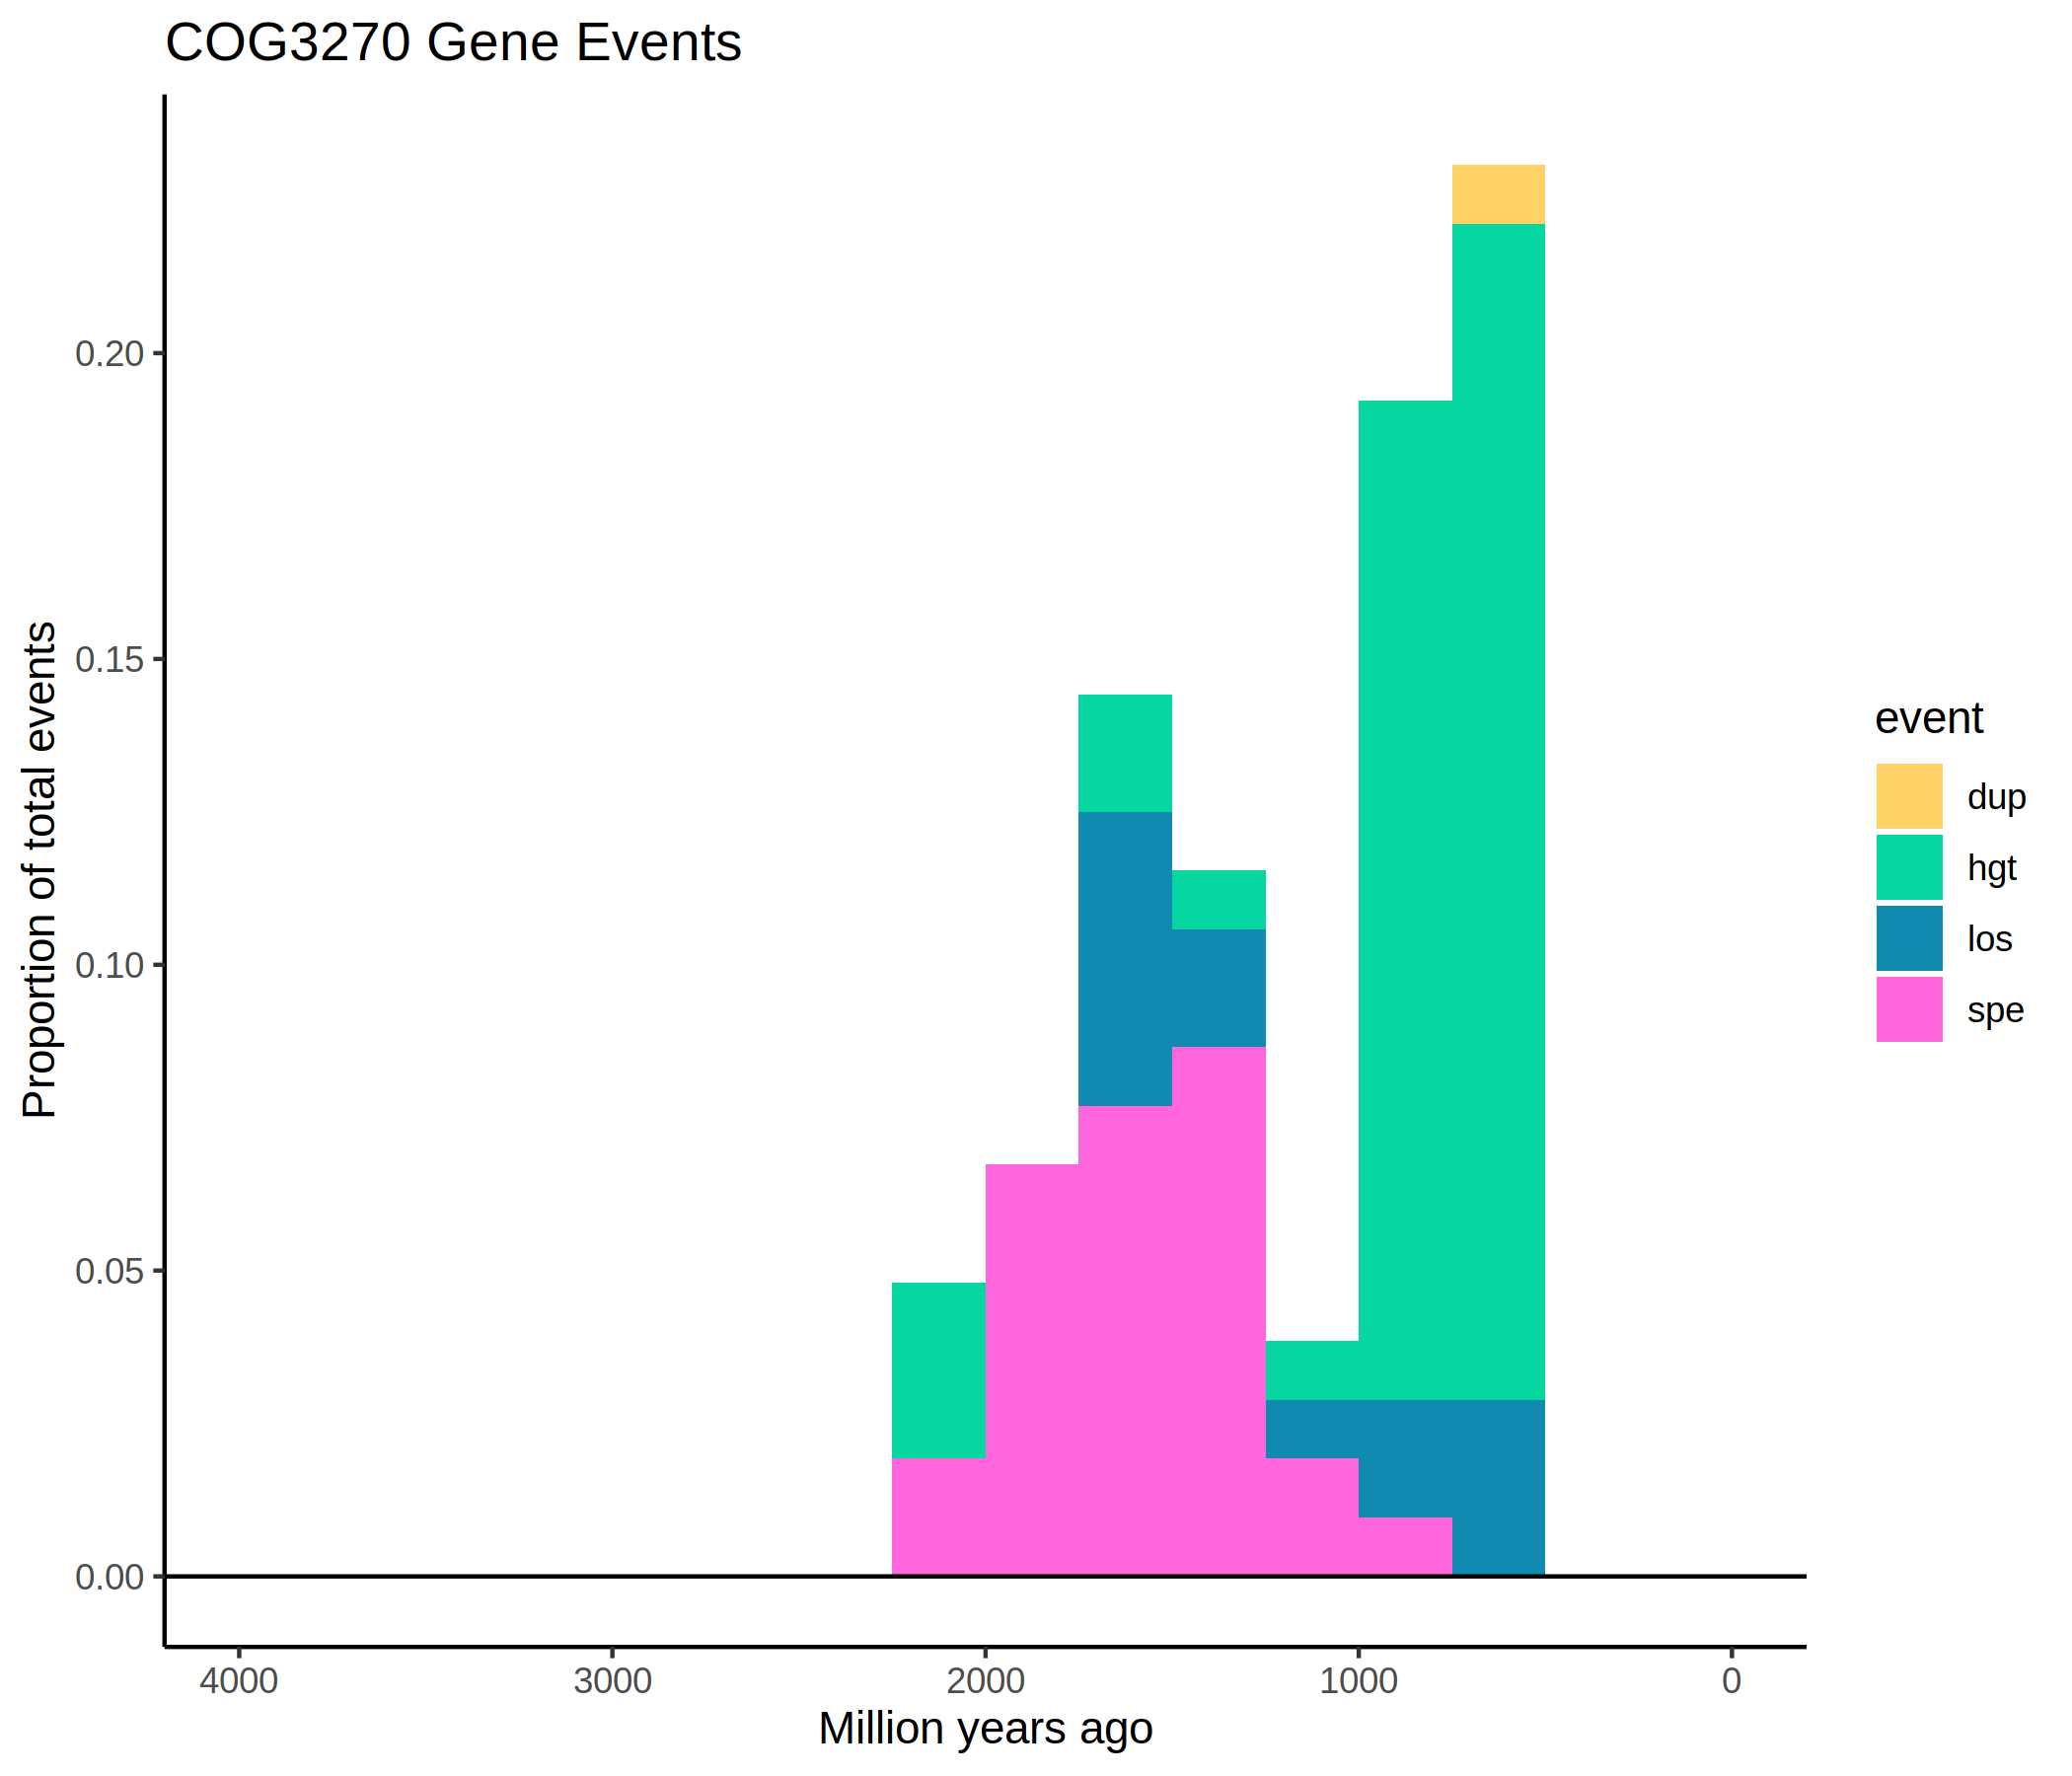 COG3270 Gene Events
Proportion of total events
0.20
0.15
0.10
0.05
0.00
4000 3000 2000 1000 0
Million years ago
event
dup
hgt
los
spe